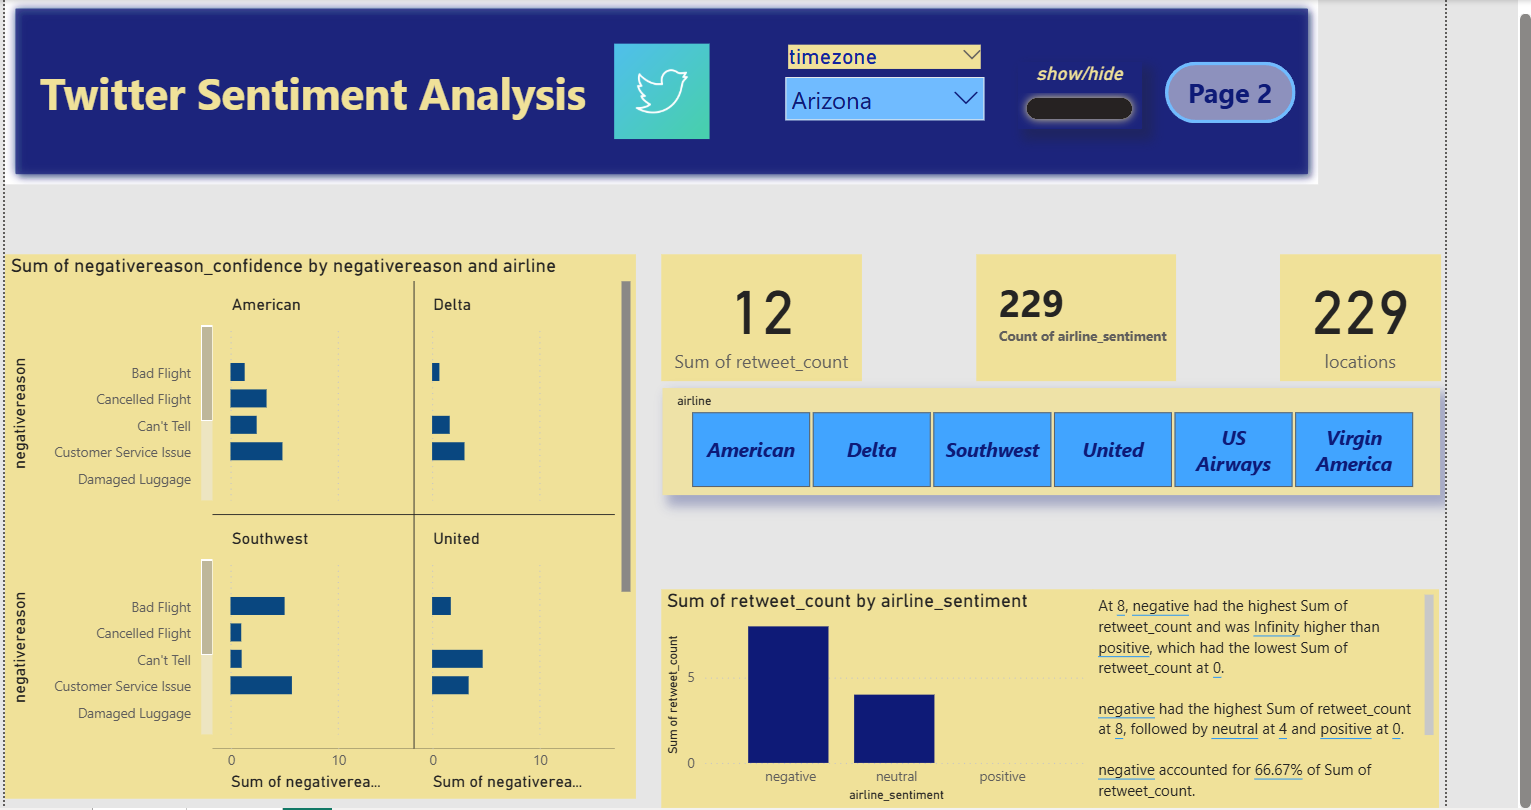 Twitter Sentiment Analysis
timezone
Arizona
show/hide
Page 2
Sum of negativereason_confidence by negativereason and airline
American
Delta
negativereason
Bad Flight
Cancelled Flight
Can't Tell
Customer Service Issue
Damaged Luggage
Southwest
United
negativereason
Bad Flight
Cancelled Flight
Can't Tell
Customer Service Issue
Damaged Luggage
0
10
0
10
Sum of negativerea...
Sum of negativerea...
12
Sum of retweet_count
229
Count of airline_sentiment
229
locations
airline
American
Delta
Southwest
United
US
Airways
Virgin
America
Sum of retweet_count by airline_sentiment
Sum of retweet_count
5
0
negative
neutral
positive
airline_sentiment
At 8, negative had the highest Sum of
retweet_count and was Infinity higher than
positive, which had the lowest Sum of
retweet_count at 0.
negative had the highest Sum of retweet_count
at 8, followed by neutral at 4 and positive at 0.
negative accounted for 66.67% of Sum of
retweet_count.